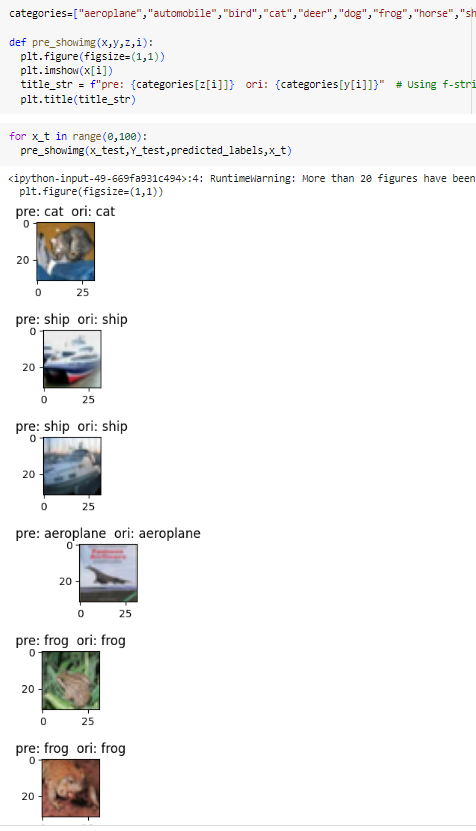 categories=["aeroplane","automobile","bird","cat","deer","dog","frog","horse","sh
def pre_showimg(x,y,z,i):
  plt.figure(figsize=(1,1))
  plt.imshow(x[i])
  title_str = f"pre: {categories[z[i]]}  ori: {categories[y[i]]}"  # Using f-stri
  plt.title(title_str)
for x_t in range(0,100):
  pre_showimg(x_test,Y_test,predicted_labels,x_t)
<ipython-input-49-669fa931c494>:4: RuntimeWarning: More than 20 figures have been
  plt.figure(figsize=(1,1))
pre: cat  ori: cat
0
20
0 25
pre: ship  ori: ship
0
20
0 25
pre: ship  ori: ship
0
20
0 25
pre: aeroplane  ori: aeroplane
0
20
0 25
pre: frog  ori: frog
0
20
0 25
pre: frog  ori: frog
0
20